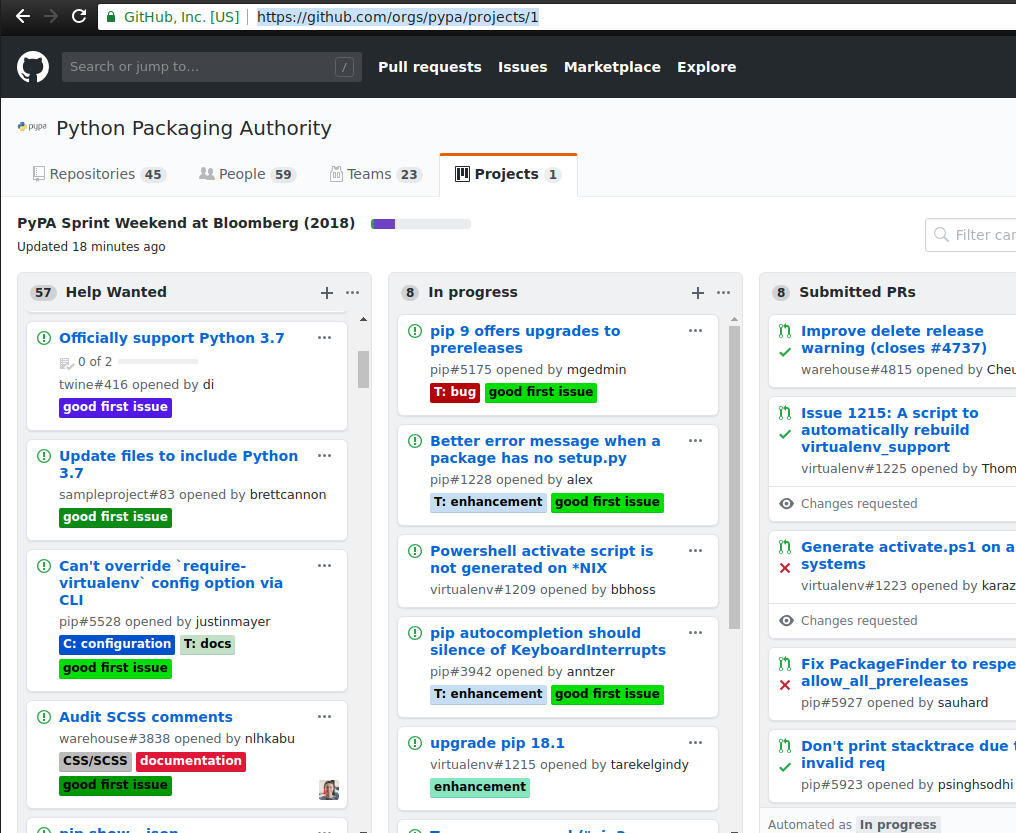 GitHub, Inc. [US] | https://github.com/orgs/pypa/projects/1
Search or jump to… /
Pull requests Issues Marketplace Explore
pypa Python Packaging Authority
Repositories 45 People 59 Teams 23 Projects 1
PyPA Sprint Weekend at Bloomberg (2018)
Updated 18 minutes ago
Filter car
57 Help Wanted
Officially support Python 3.7
0 of 2
twine#416 opened by di
good first issue
Update files to include Python
3.7
sampleproject#83 opened by brettcannon
good first issue
Can't override `require-
virtualenv` config option via
CLI
pip#5528 opened by justinmayer
C: configuration T: docs
good first issue
Audit SCSS comments
warehouse#3838 opened by nlhkabu
CSS/SCSS documentation
good first issue
8 In progress
pip 9 offers upgrades to
prereleases
pip#5175 opened by mgedmin
T: bug good first issue
Better error message when a
package has no setup.py
pip#1228 opened by alex
T: enhancement good first issue
Powershell activate script is
not generated on *NIX
virtualenv#1209 opened by bbhoss
pip autocompletion should
silence of KeyboardInterrupts
pip#3942 opened by anntzer
T: enhancement good first issue
upgrade pip 18.1
virtualenv#1215 opened by tarekelgindy
enhancement
8 Submitted PRs
Improve delete release
warning (closes #4737)
warehouse#4815 opened by Cheu
Issue 1215: A script to
automatically rebuild
virtualenv_support
virtualenv#1225 opened by Thom
Changes requested
Generate activate.ps1 on a
systems
virtualenv#1223 opened by karaz
Changes requested
Fix PackageFinder to respe
allow_all_prereleases
pip#5927 opened by sauhard
Don't print stacktrace due t
invalid req
pip#5923 opened by psinghsodhi
Automated as In progress